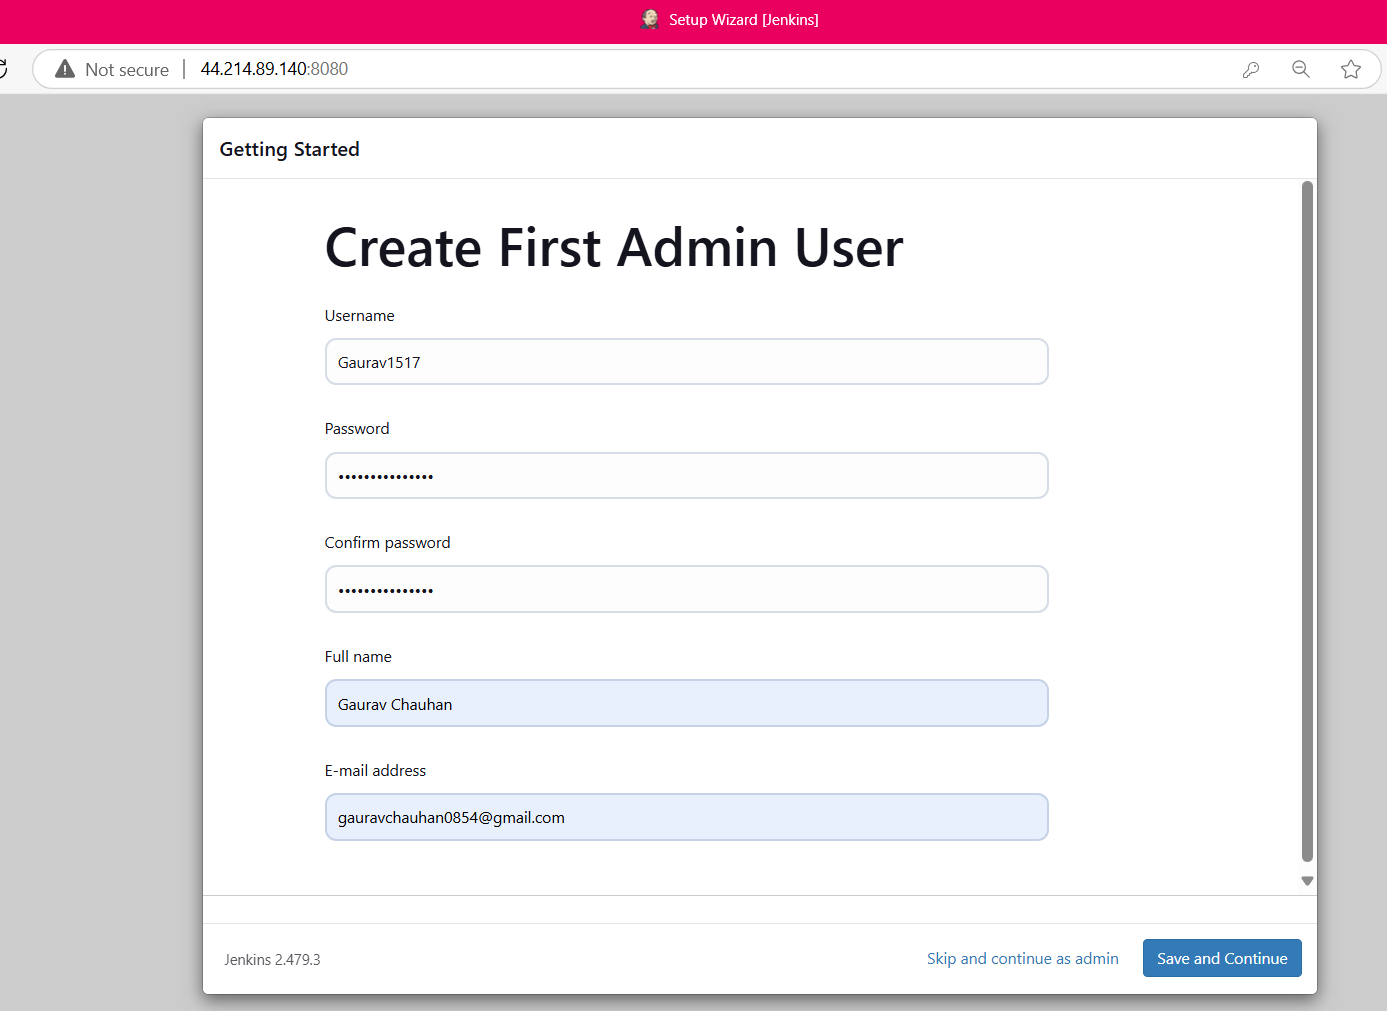 Setup Wizard [Jenkins]
Not secure | 44.214.89.140:8080
Getting Started
Create First Admin User
Username
Gaurav1517
Password
•••••••••••••••
Confirm password
•••••••••••••••
Full name
Gaurav Chauhan
E-mail address
gauravchauhan0854@gmail.com
Jenkins 2.479.3
Skip and continue as admin
Save and Continue